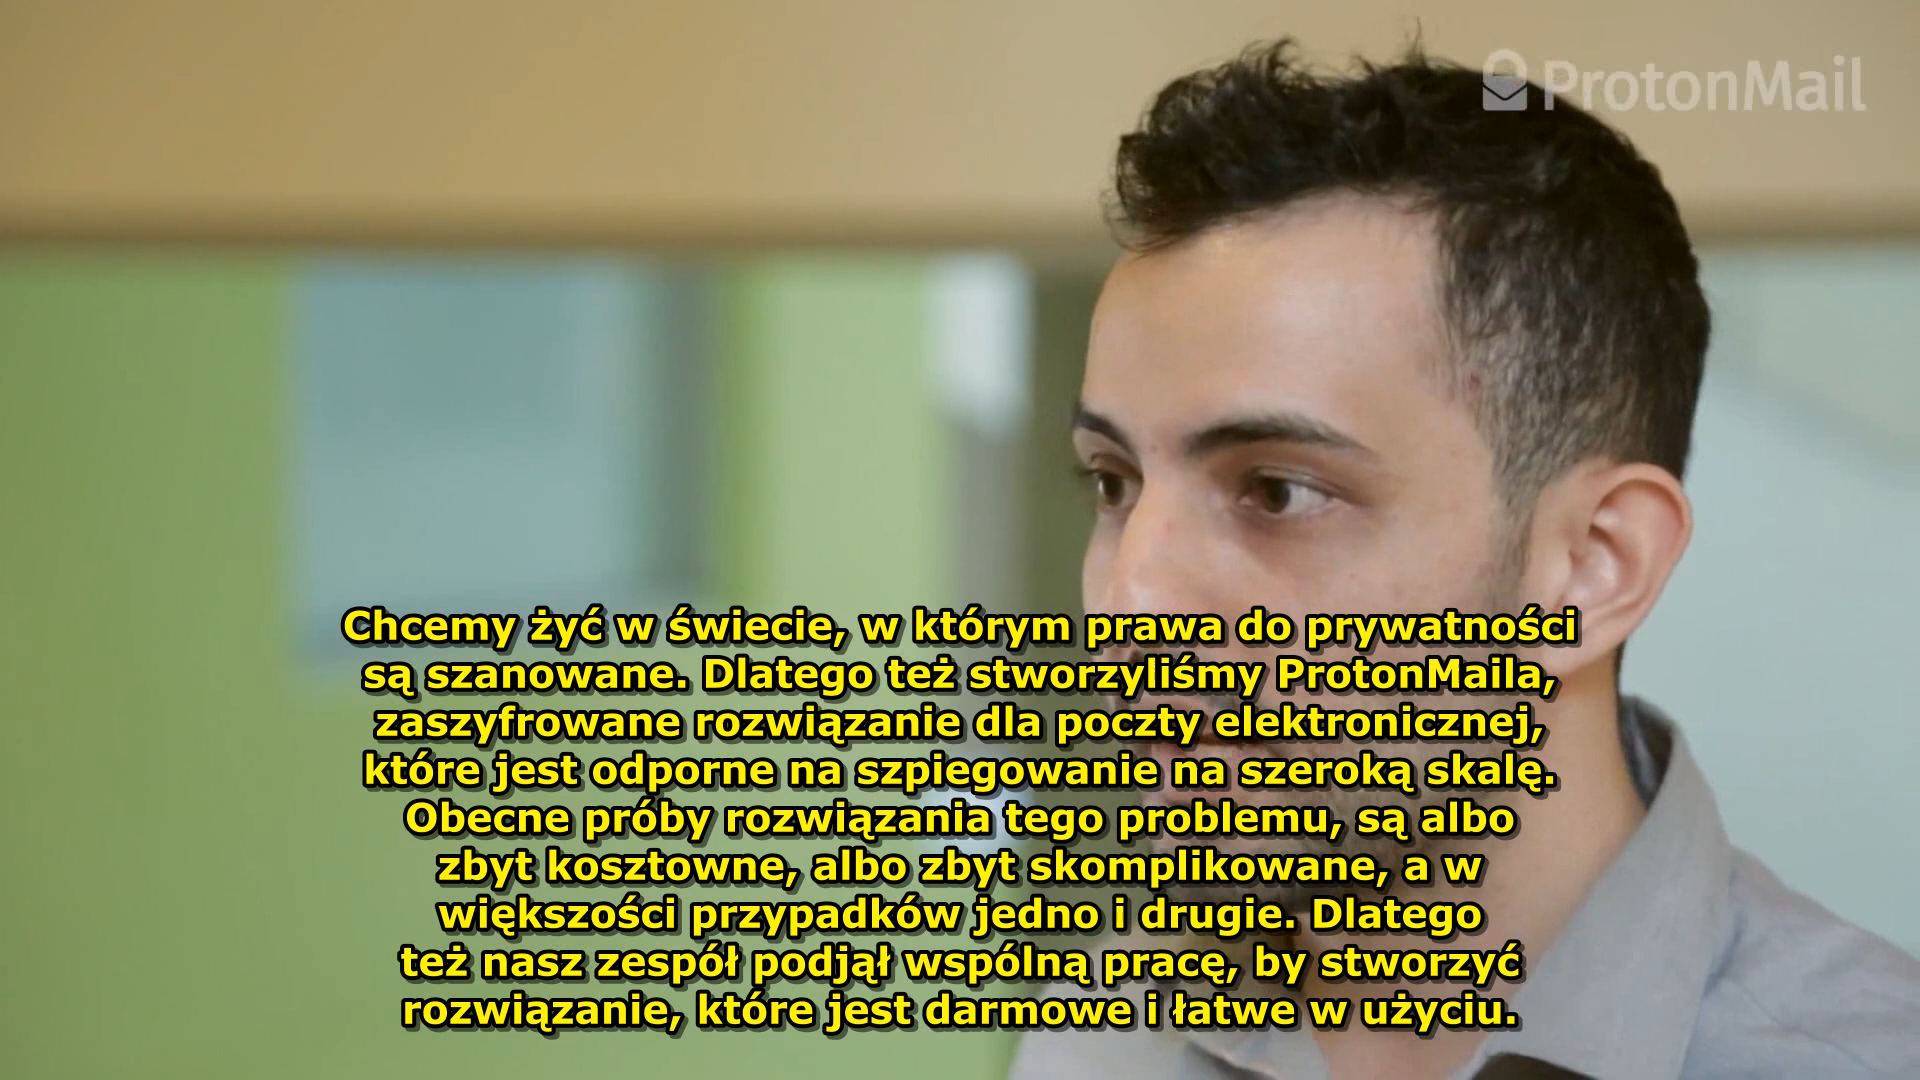 ProtonMail
Chcemy żyć w świecie, w którym prawa do prywatności
są szanowane. Dlatego też stworzyliśmy ProtonMaila,
zaszyfrowane rozwiązanie dla poczty elektronicznej,
które jest odporne na szpiegowanie na szeroką skalę.
Obecne próby rozwiązania tego problemu, są albo
zbyt kosztowne, albo zbyt skomplikowane, a w
większości przypadków jedno i drugie. Dlatego
też nasz zespół podjął wspólną pracę, by stworzyć
rozwiązanie, które jest darmowe i łatwe w użyciu.